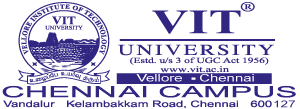 VELLORE INSTITUTE OF TECHNOLOGY
VIT®
UNIVERSITY
(Estd. u/s 3 of UGC Act 1956)
www.vit.ac.in
Vellore - Chennai
CHENNAI CAMPUS
Vandalur Kelambakkam Road, Chennai 600127